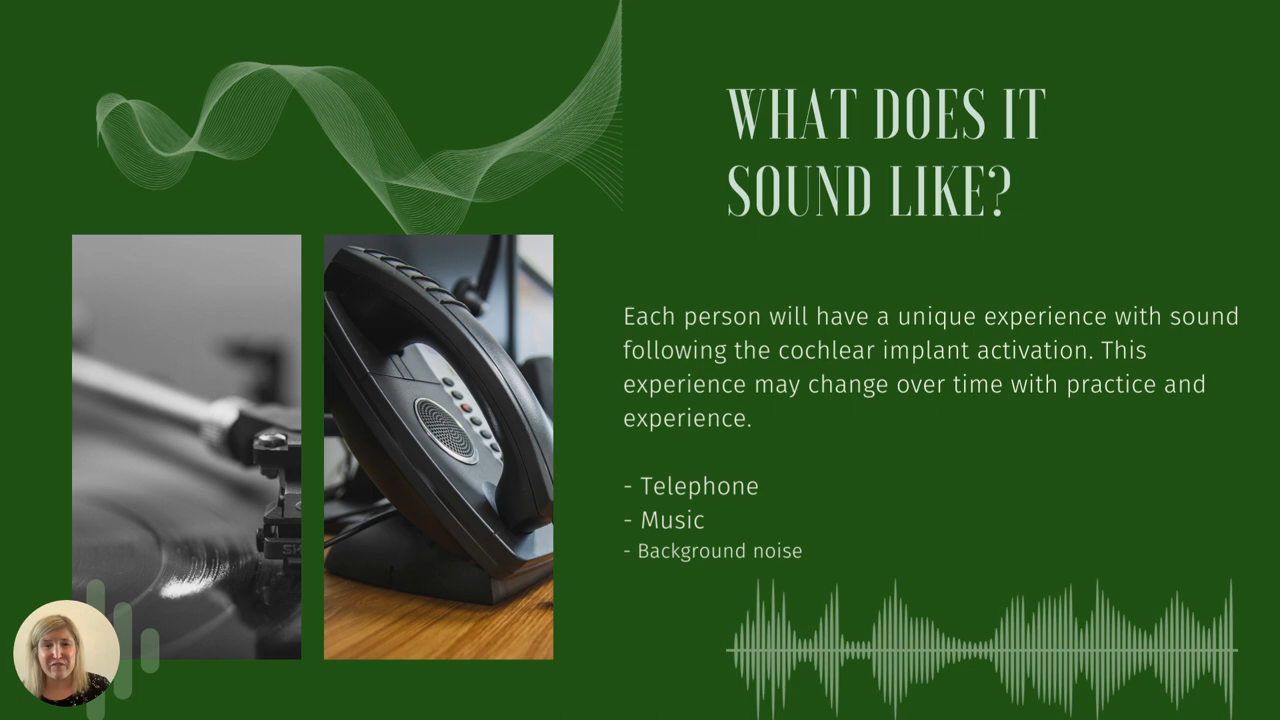 WHAT DOES IT
SOUND LIKE?
Each person will have a unique experience with sound
following the cochlear implant activation. This
experience may change over time with practice and
experience.
- Telephone
- Music
- Background noise